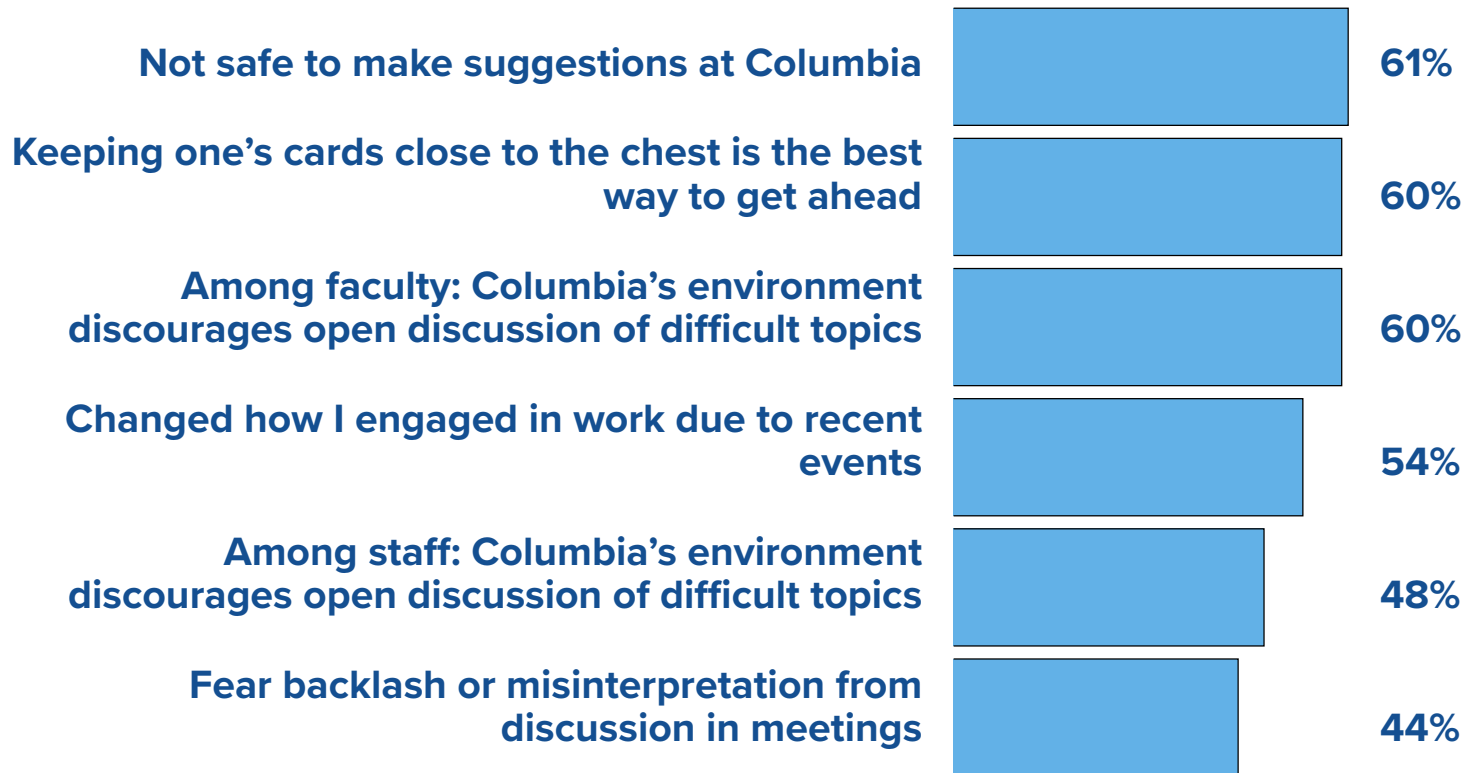 Not safe to make suggestions at Columbia
61%
Keeping one’s cards close to the chest is the best
way to get ahead
60%
Among faculty: Columbia’s environment
discourages open discussion of difficult topics
60%
Changed how I engaged in work due to recent
events
54%
Among staff: Columbia’s environment
discourages open discussion of difficult topics
48%
Fear backlash or misinterpretation from
discussion in meetings
44%